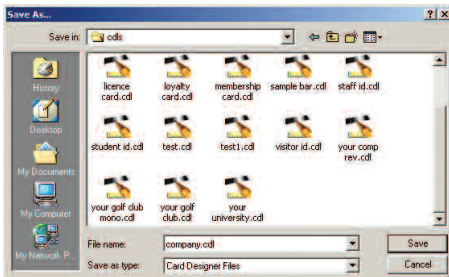 Save As...
Save in: cdls
History
Desktop
My Documents
My Computer
My Network P...
licence card.cdl
loyalty card.cdl
membership card.cdl
sample bar.cdl
staff id.cdl
student id.cdl
test.cdl
test1.cdl
visitor id.cdl
your comp rev.cdl
your golf club mono.cdl
your golf club.cdl
your university.cdl
File name: company.cdl
Save
Save as type: Card Designer Files
Cancel